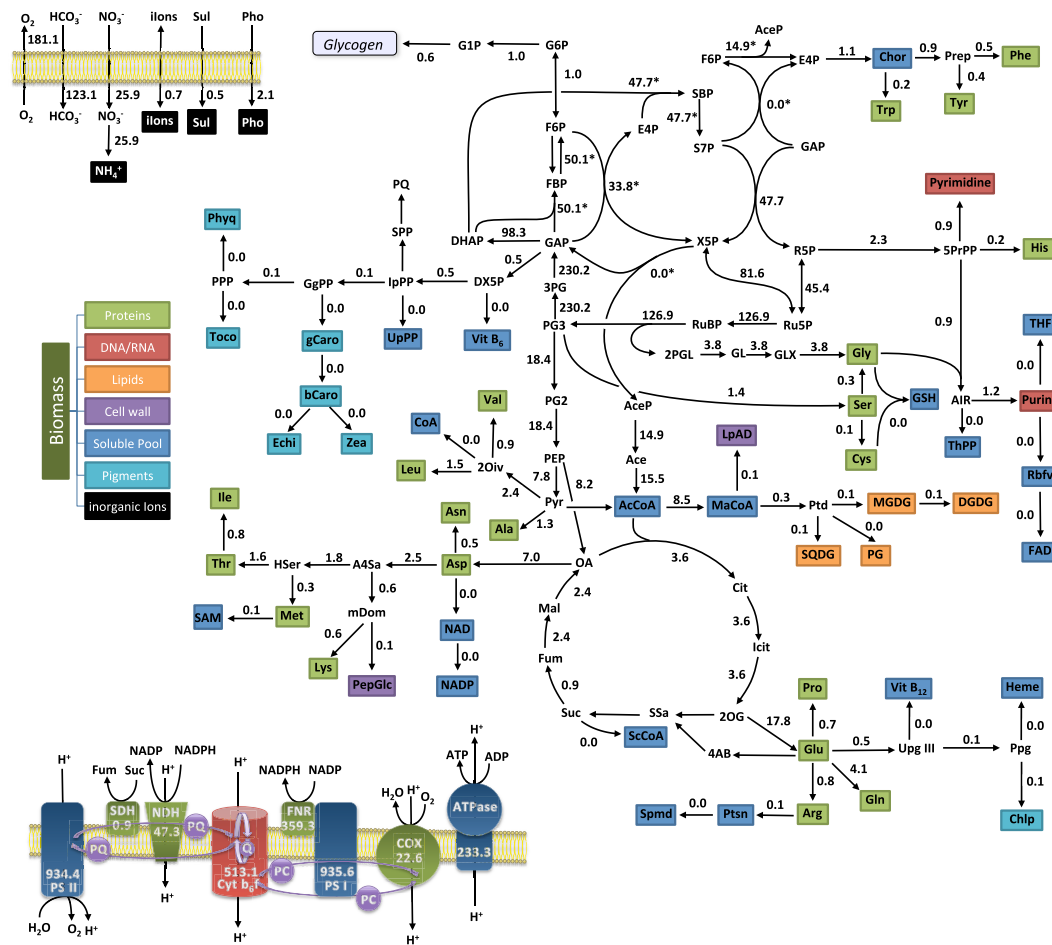 O2 HCO3- NO3- iIons Sul Pho
181.1
123.1 25.9 0.7 0.5 2.1
O2 HCO3- NO3- iIons Sul Pho
25.9
NH4+
Glycogen 0.6 G1P 1.0 G6P
1.0
F6P
50.1*
FBP
50.1*
33.8*
DHAP 98.3 GAP
47.7* SBP
E4P 47.7*
S7P
AceP
F6P 14.9* E4P 1.1 Chor 0.9 Prep 0.5 Phe
0.2 0.4
Trp Tyr
0.0*
GAP
47.7
Pyrimidine
0.9
X5P R5P 2.3 5PrPP 0.2 His
0.0* 81.6 45.4
0.9
PQ
SPP
Phyq
0.0
PPP 0.1 GgPP 0.1 IpPP 0.5 DX5P 0.5
0.0 0.0 0.0 0.0
Toco gCaro UpPP Vit B6
0.0
bCaro
0.0 0.0
Echi Zea
230.2
3PG
230.2
PG3 126.9 RuBP 126.9 Ru5P
2PGL 3.8 GL 3.8 GLX 3.8 Gly
THF
0.0
18.4
PG2
18.4
PEP
1.4 0.3
Ser
0.1
Cys
0.0
GSH
AIR 1.2 Purin
0.0
ThPP
0.0
Rbfv
0.0
FAD
AceP
14.9
Ace
15.5
Biomass
Proteins
DNA/RNA
Lipids
Cell wall
Soluble Pool
Pigments
inorganic Ions
Val
CoA 0.0 0.9
Leu 1.5 2Oiv
2.4 7.8 8.2
Pyr
Ala 1.3
LpAD
0.1
AcCoA 8.5 MaCoA 0.3 Ptd 0.1 MGDG 0.1 DGDG
0.1 0.0
SQDG PG
Ile
0.8
Thr 1.6 HSer 1.8 A4Sa 2.5 Asp 7.0 OA
Asn
0.5
0.3 0.6 0.0
SAM 0.1 Met mDom NAD
0.6 0.1 0.0
Lys PepGlc NADP
3.6
Cit
3.6
Icit
3.6
2OG
SSa
Suc
0.9
Fum
2.4
Mal
2.4
0.0 ScCoA
4AB
17.8
Pro
0.7
Glu 0.5 Upg III 0.1 Ppg
Vit B12
0.0
Heme
0.0
0.1
Chlp
4.1
Gln
0.8
Spmd 0.0 Ptsn 0.1 Arg
H+ Fum Suc NADP H+ NADPH H+ NADPH NADP H2O H+ O2 ATP H+ ADP
SDH
0.9
NDH
47.3
FNR
359.3
COX
22.6
ATPase
233.3
PQ
PQ
Q
PC
PC
934.4
PS II
513.1
Cyt b6f
935.6
PS I
H2O O2 H+ H+ H+ H+ H+